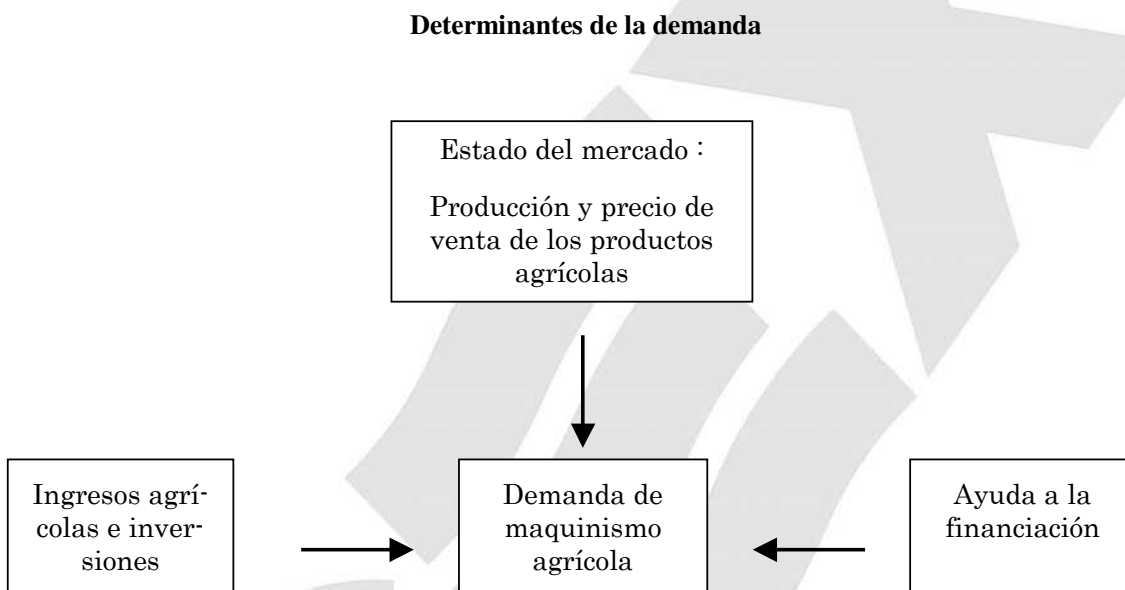 Determinantes de la demanda
Estado del mercado :
Producción y precio de
venta de los productos
agrícolas
Ingresos agrí-
colas e inver-
siones
Demanda de
maquinismo
agrícola
Ayuda a la
financiación